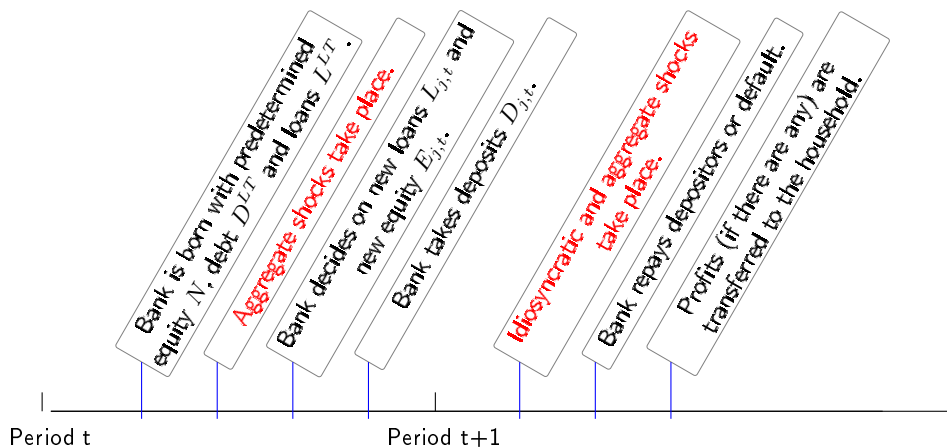 Bank is born with predetermined
equity N, debt D^{LT} and loans L^{LT}.
Aggregate shocks take place.
Bank decides on new loans L_{j,t} and
new equity E_{j,t}.
Bank takes deposits D_{j,t}.
Idiosyncratic and aggregate shocks
take place.
Bank repays depositors or default.
Profits (if there are any) are
transferred to the household.
Period t
Period t+1